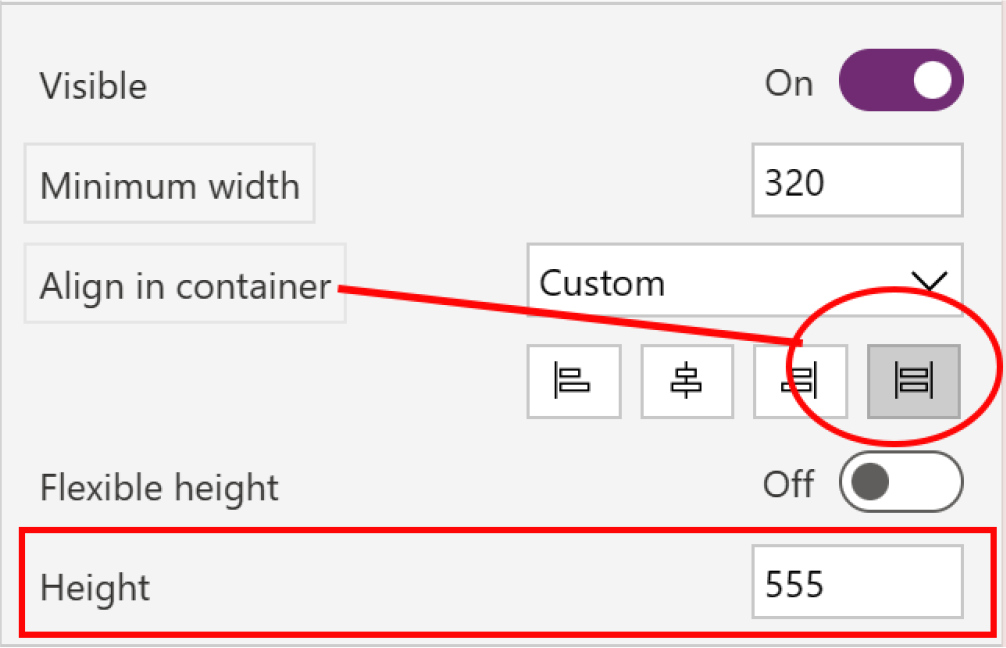 Visible On
Minimum width 320
Align in container Custom
Flexible height Off
Height 555